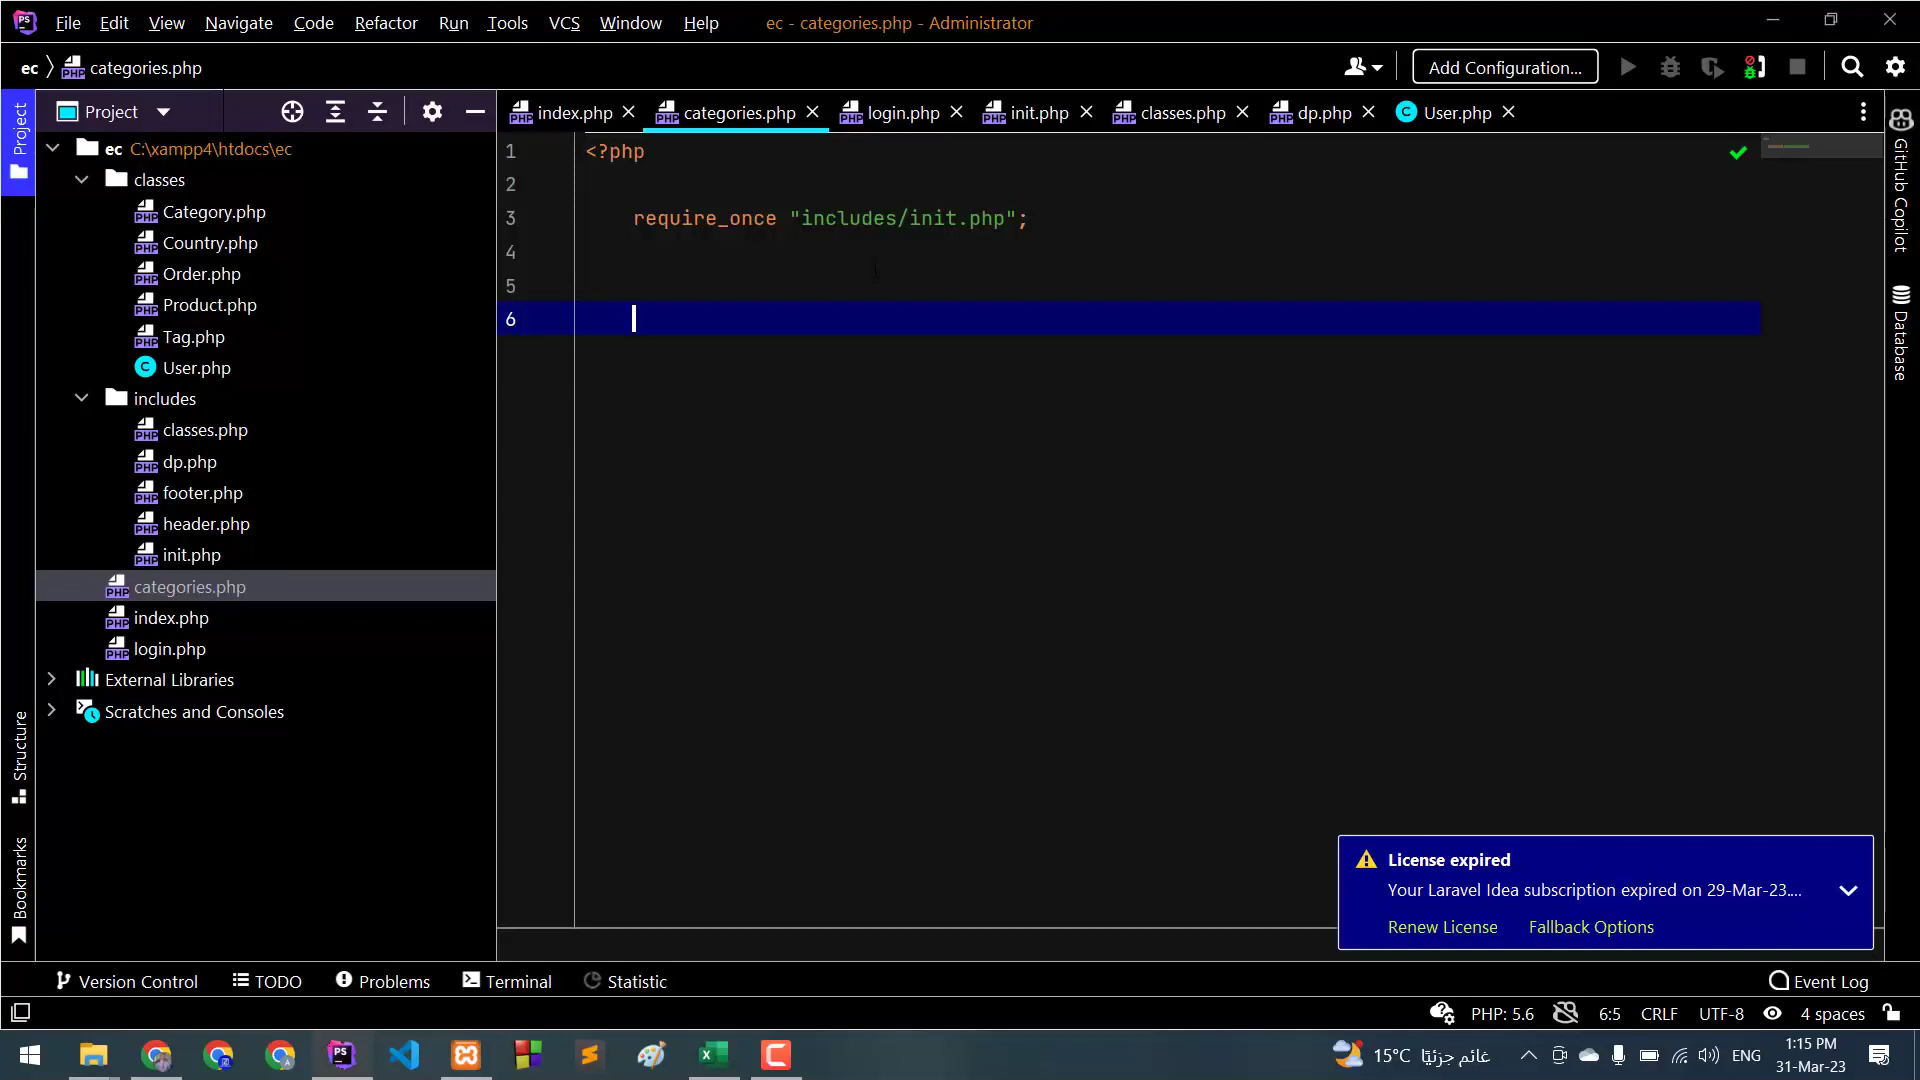 File Edit View Navigate Code Refactor Run Tools VCS Window Help ec - categories.php - Administrator
ec categories.php Add Configuration...
Project
index.php categories.php login.php init.php classes.php dp.php User.php
Project
ec C:\xampp4\htdocs\ec
classes
Category.php
Country.php
Order.php
Product.php
Tag.php
User.php
includes
classes.php
dp.php
footer.php
header.php
init.php
categories.php
index.php
login.php
External Libraries
Scratches and Consoles
Structure
Bookmarks
1 <?php
2
3 require_once "includes/init.php";
4
5
6
GitHub Copilot
Database
License expired
Your Laravel Idea subscription expired on 29-Mar-23....
Renew License Fallback Options
Version Control TODO Problems Terminal Statistic Event Log
PHP: 5.6 6:5 CRLF UTF-8 4 spaces
15°C غائم جزئيًا ENG 1:15 PM
31-Mar-23